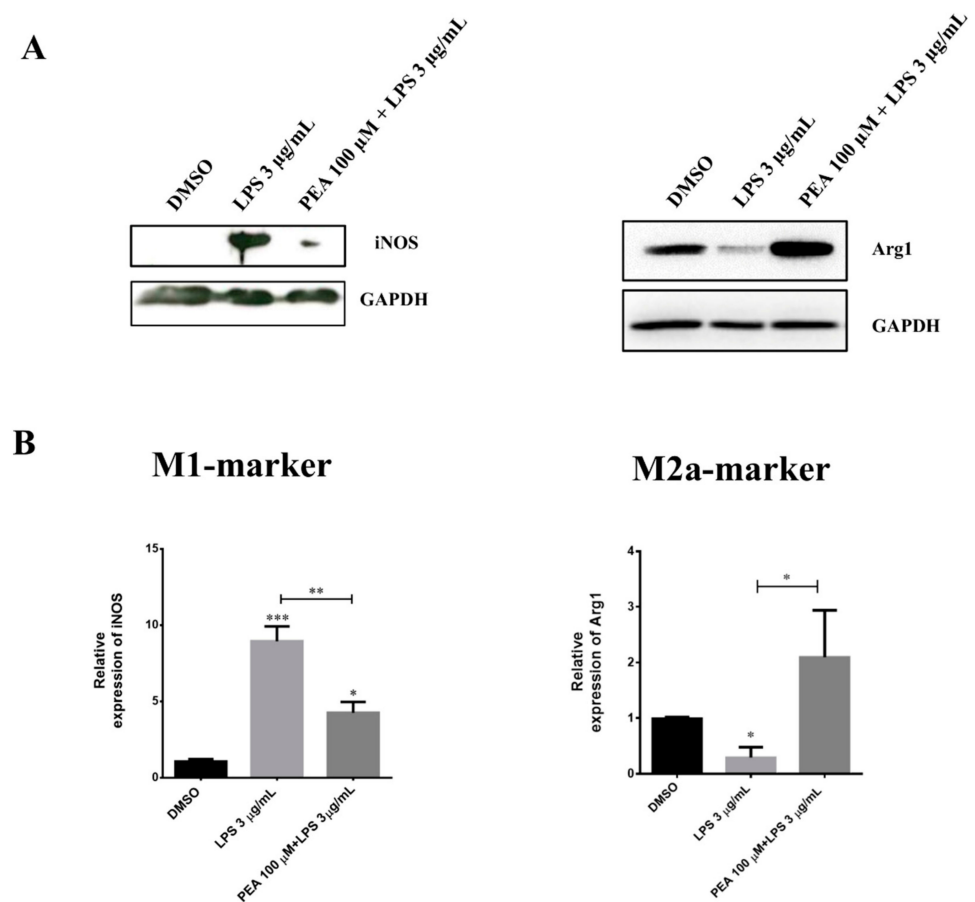 A
DMSO
LPS 3 µg/mL
PEA 100 µM + LPS 3 µg/mL
iNOS
GAPDH
DMSO
LPS 3 µg/mL
PEA 100 µM + LPS 3 µg/mL
Arg1
GAPDH
B
M1-marker
Relative
expression of iNOS
15
10
5
0
***
**
*
DMSO
LPS 3 µg/mL
PEA 100 µM+LPS 3µg/mL
M2a-marker
Relative
expression of Arg1
4
3
2
1
0
*
*
DMSO
LPS 3 µg/mL
PEA 100 µM+LPS 3 µg/mL